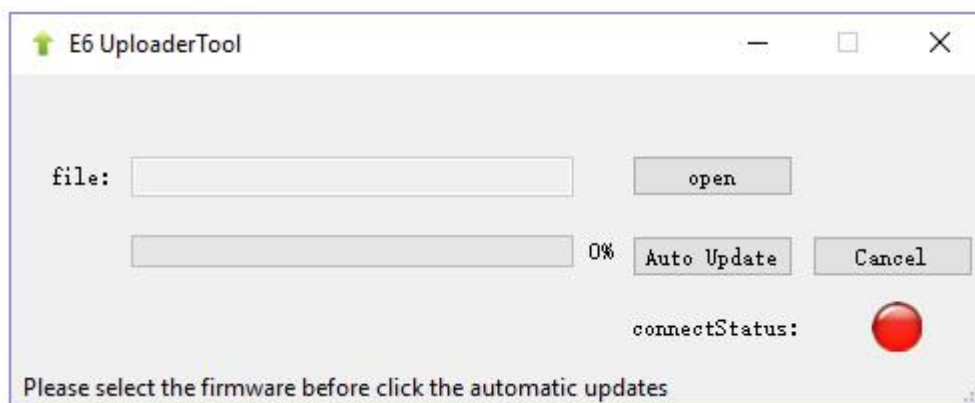 E6 UploaderTool
file:
open
0%
Auto Update
Cancel
connectStatus:
Please select the firmware before click the automatic updates